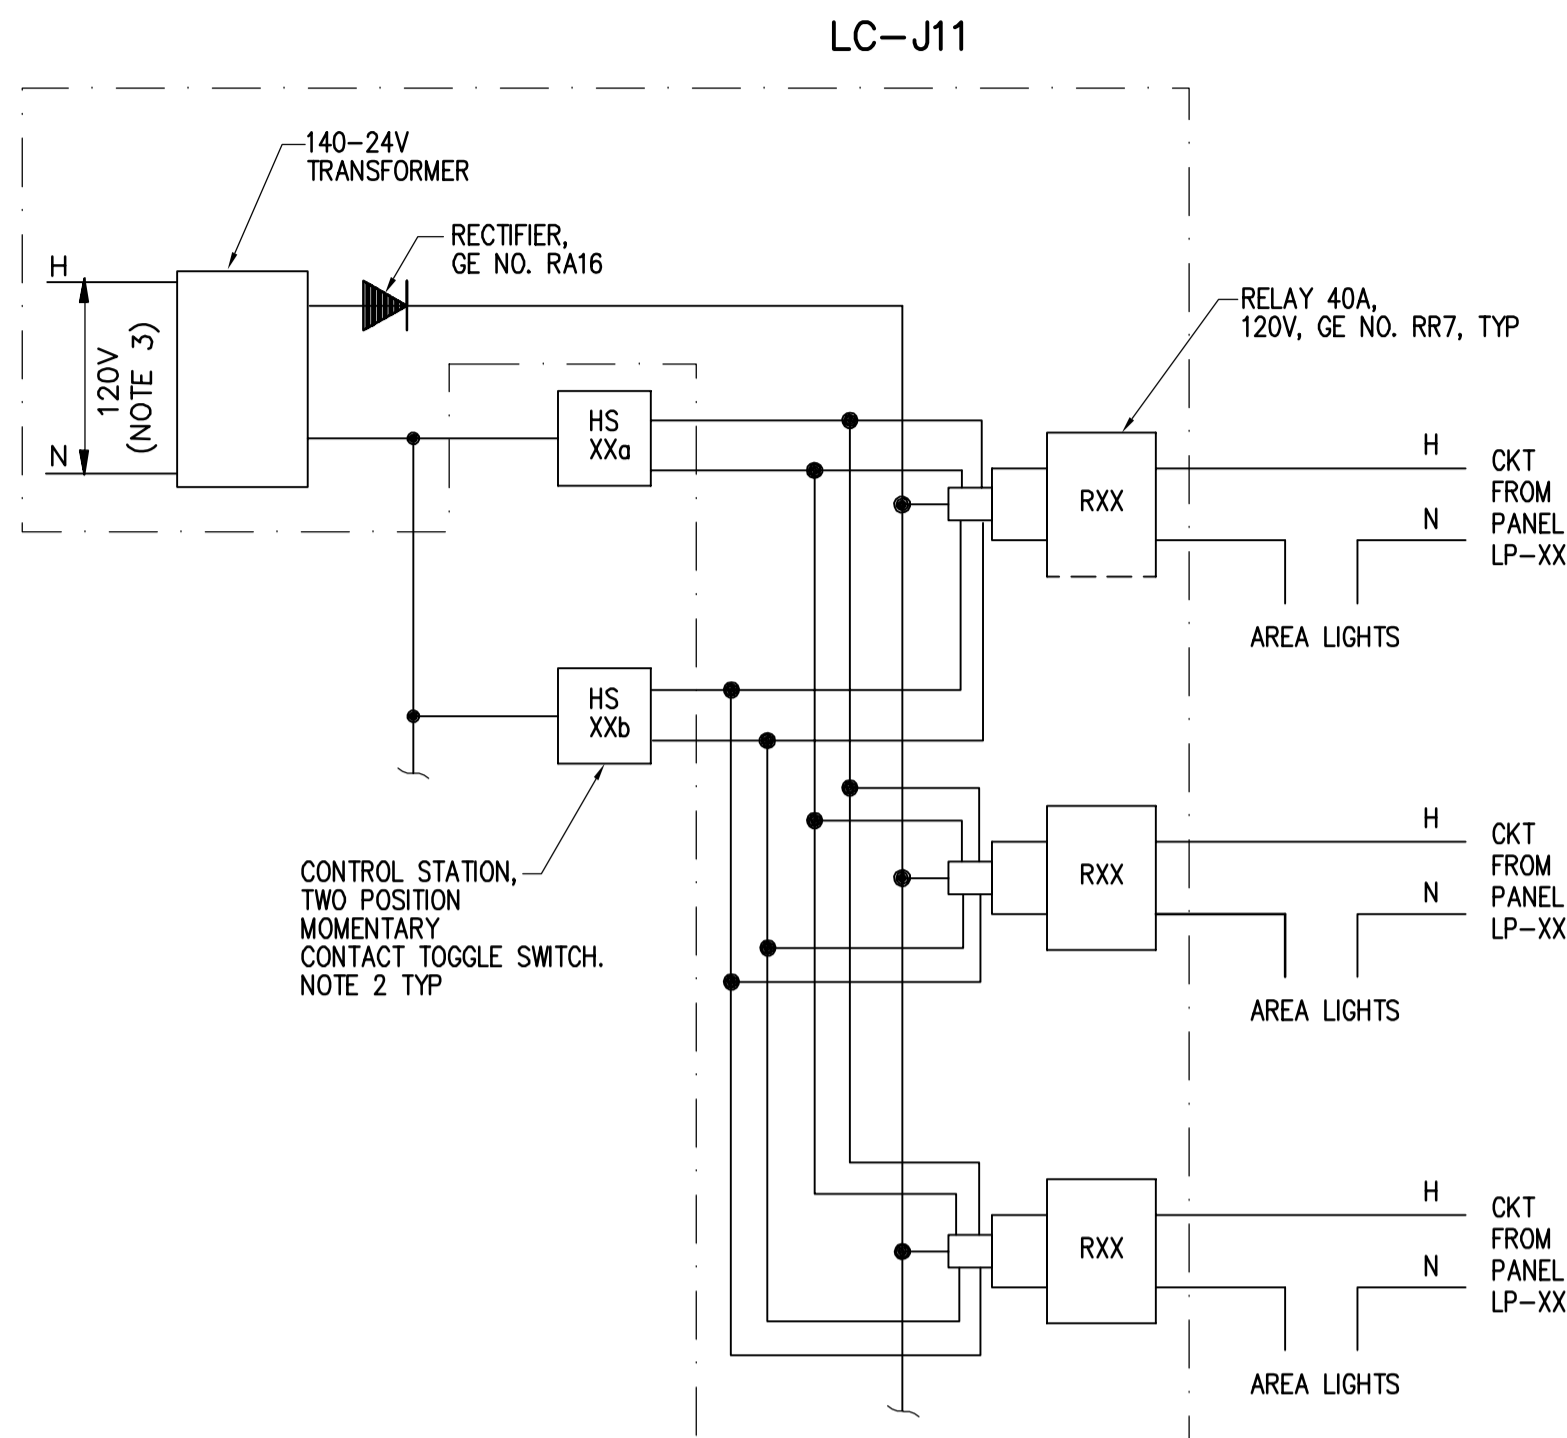 LC-J11
140-24V
TRANSFORMER
RECTIFIER,
GE NO. RA16
H
120V
(NOTE 3)
N
HS
XXa
RELAY 40A,
120V, GE NO. RR7, TYP
RXX
H
N
CKT
FROM
PANEL
LP-XX
AREA LIGHTS
HS
XXb
CONTROL STATION,
TWO POSITION
MOMENTARY
CONTACT TOGGLE SWITCH.
NOTE 2 TYP
RXX
H
N
CKT
FROM
PANEL
LP-XX
AREA LIGHTS
RXX
H
N
CKT
FROM
PANEL
LP-XX
AREA LIGHTS